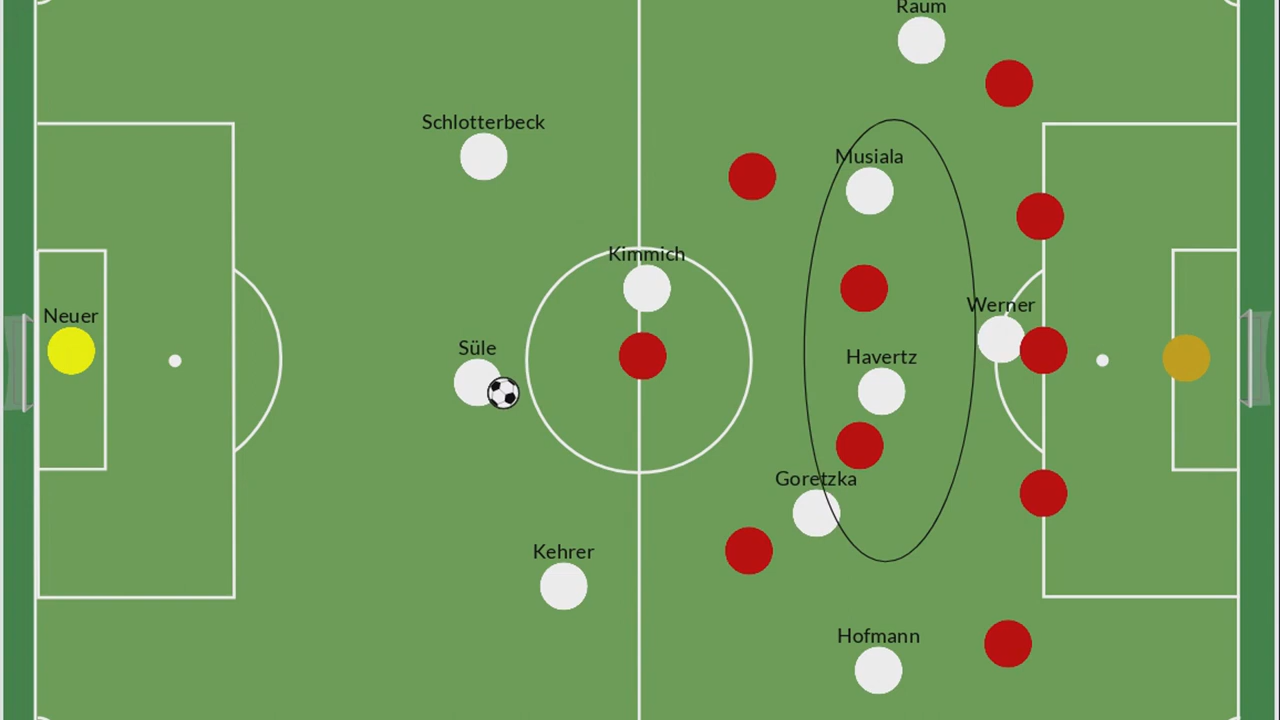 Raum
Schlotterbeck
Musiala
Kimmich
Werner
Neuer
Süle
Havertz
Goretzka
Kehrer
Hofmann